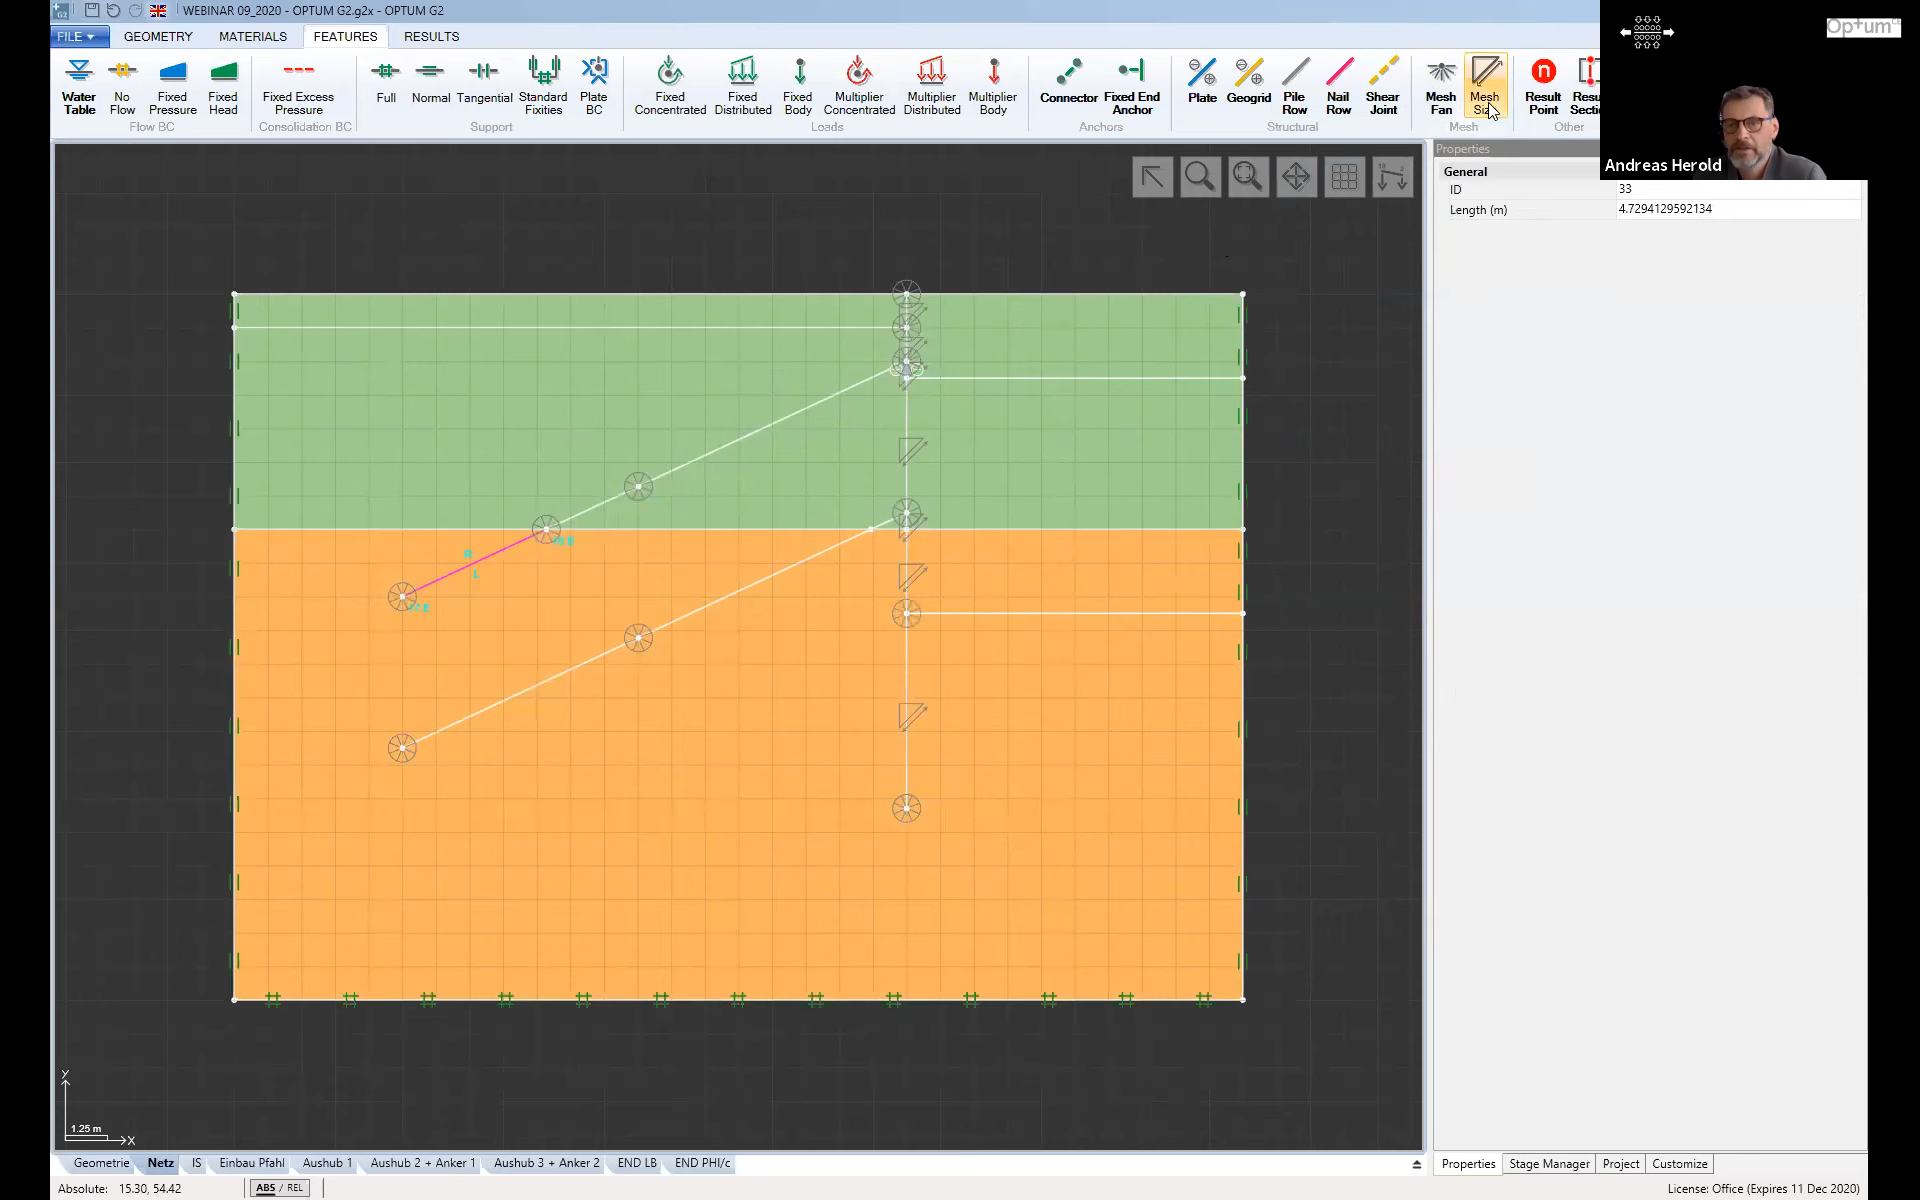 WEBINAR 09_2020 - OPTUM G2.g2x - OPTUM G2
FILE GEOMETRY MATERIALS FEATURES RESULTS
Water Table
No Flow
Fixed Pressure
Fixed Head
Flow BC
Fixed Excess Pressure
Consolidation BC
Full
Normal
Tangential
Standard Fixities
Plate BC
Support
Fixed Concentrated
Fixed Distributed
Fixed Body
Multiplier Concentrated
Multiplier Distributed
Multiplier Body
Loads
Connector
Fixed End Anchor
Anchors
Plate
Geogrid
Pile Row
Nail Row
Shear Joint
Structural
Mesh Fan
Mesh
Mesh
Result Point
Other
Optum
Andreas Herold
Properties
General
ID 33
Length (m) 4.7294129592134
R
L
Y
1.25 m
X
Geometrie Netz IS Einbau Pfahl Aushub 1 Aushub 2 + Anker 1 Aushub 3 + Anker 2 END LB END PHI/c
Properties Stage Manager Project Customize
Absolute: 15.30, 54.42 ABS / REL
License: Office (Expires 11 Dec 2020)